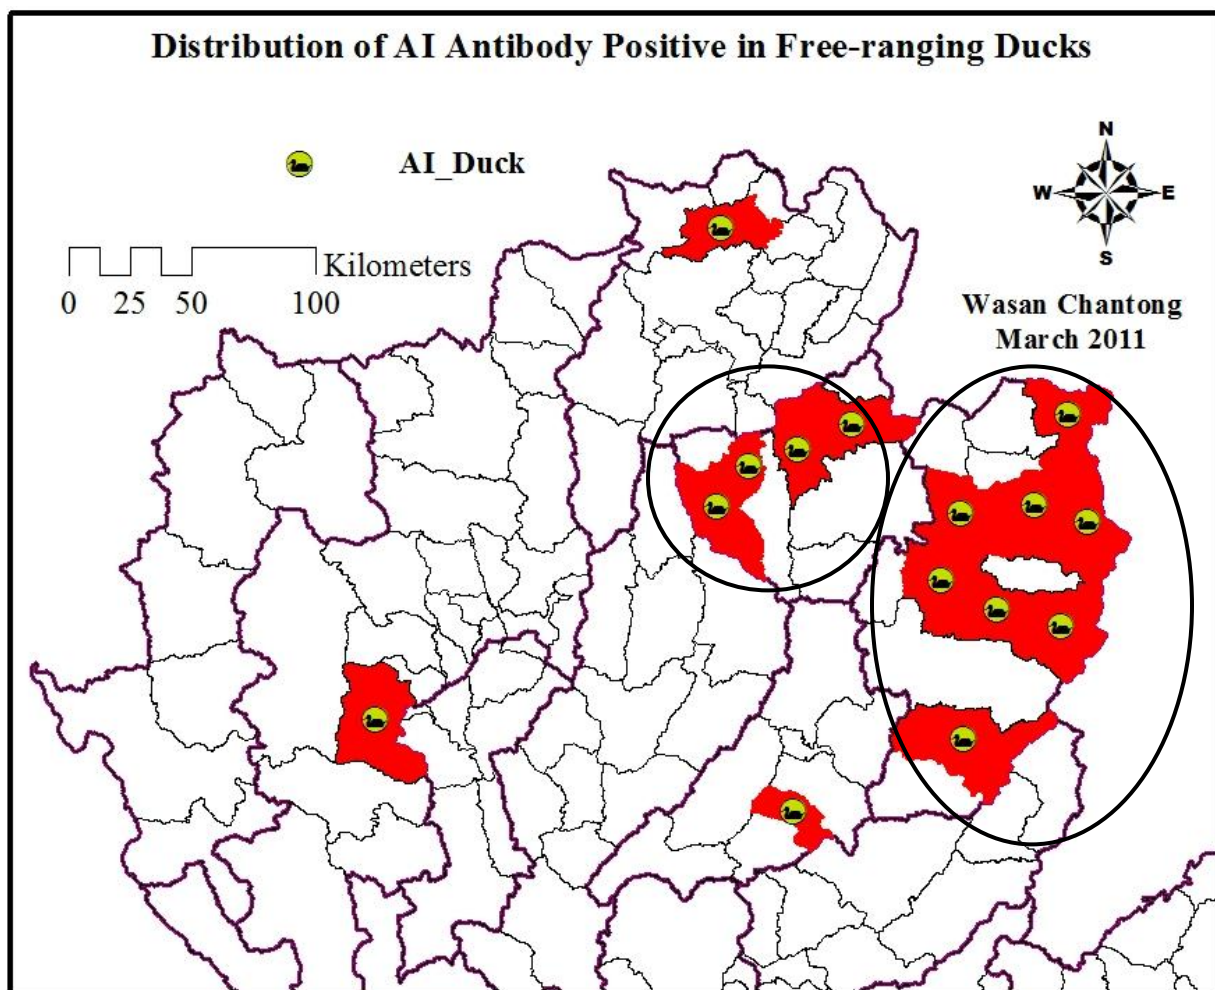 Distribution of AI Antibody Positive in Free-ranging Ducks
AI_Duck
N
W E
S
Kilometers
0 25 50 100
Wasan Chantong
March 2011